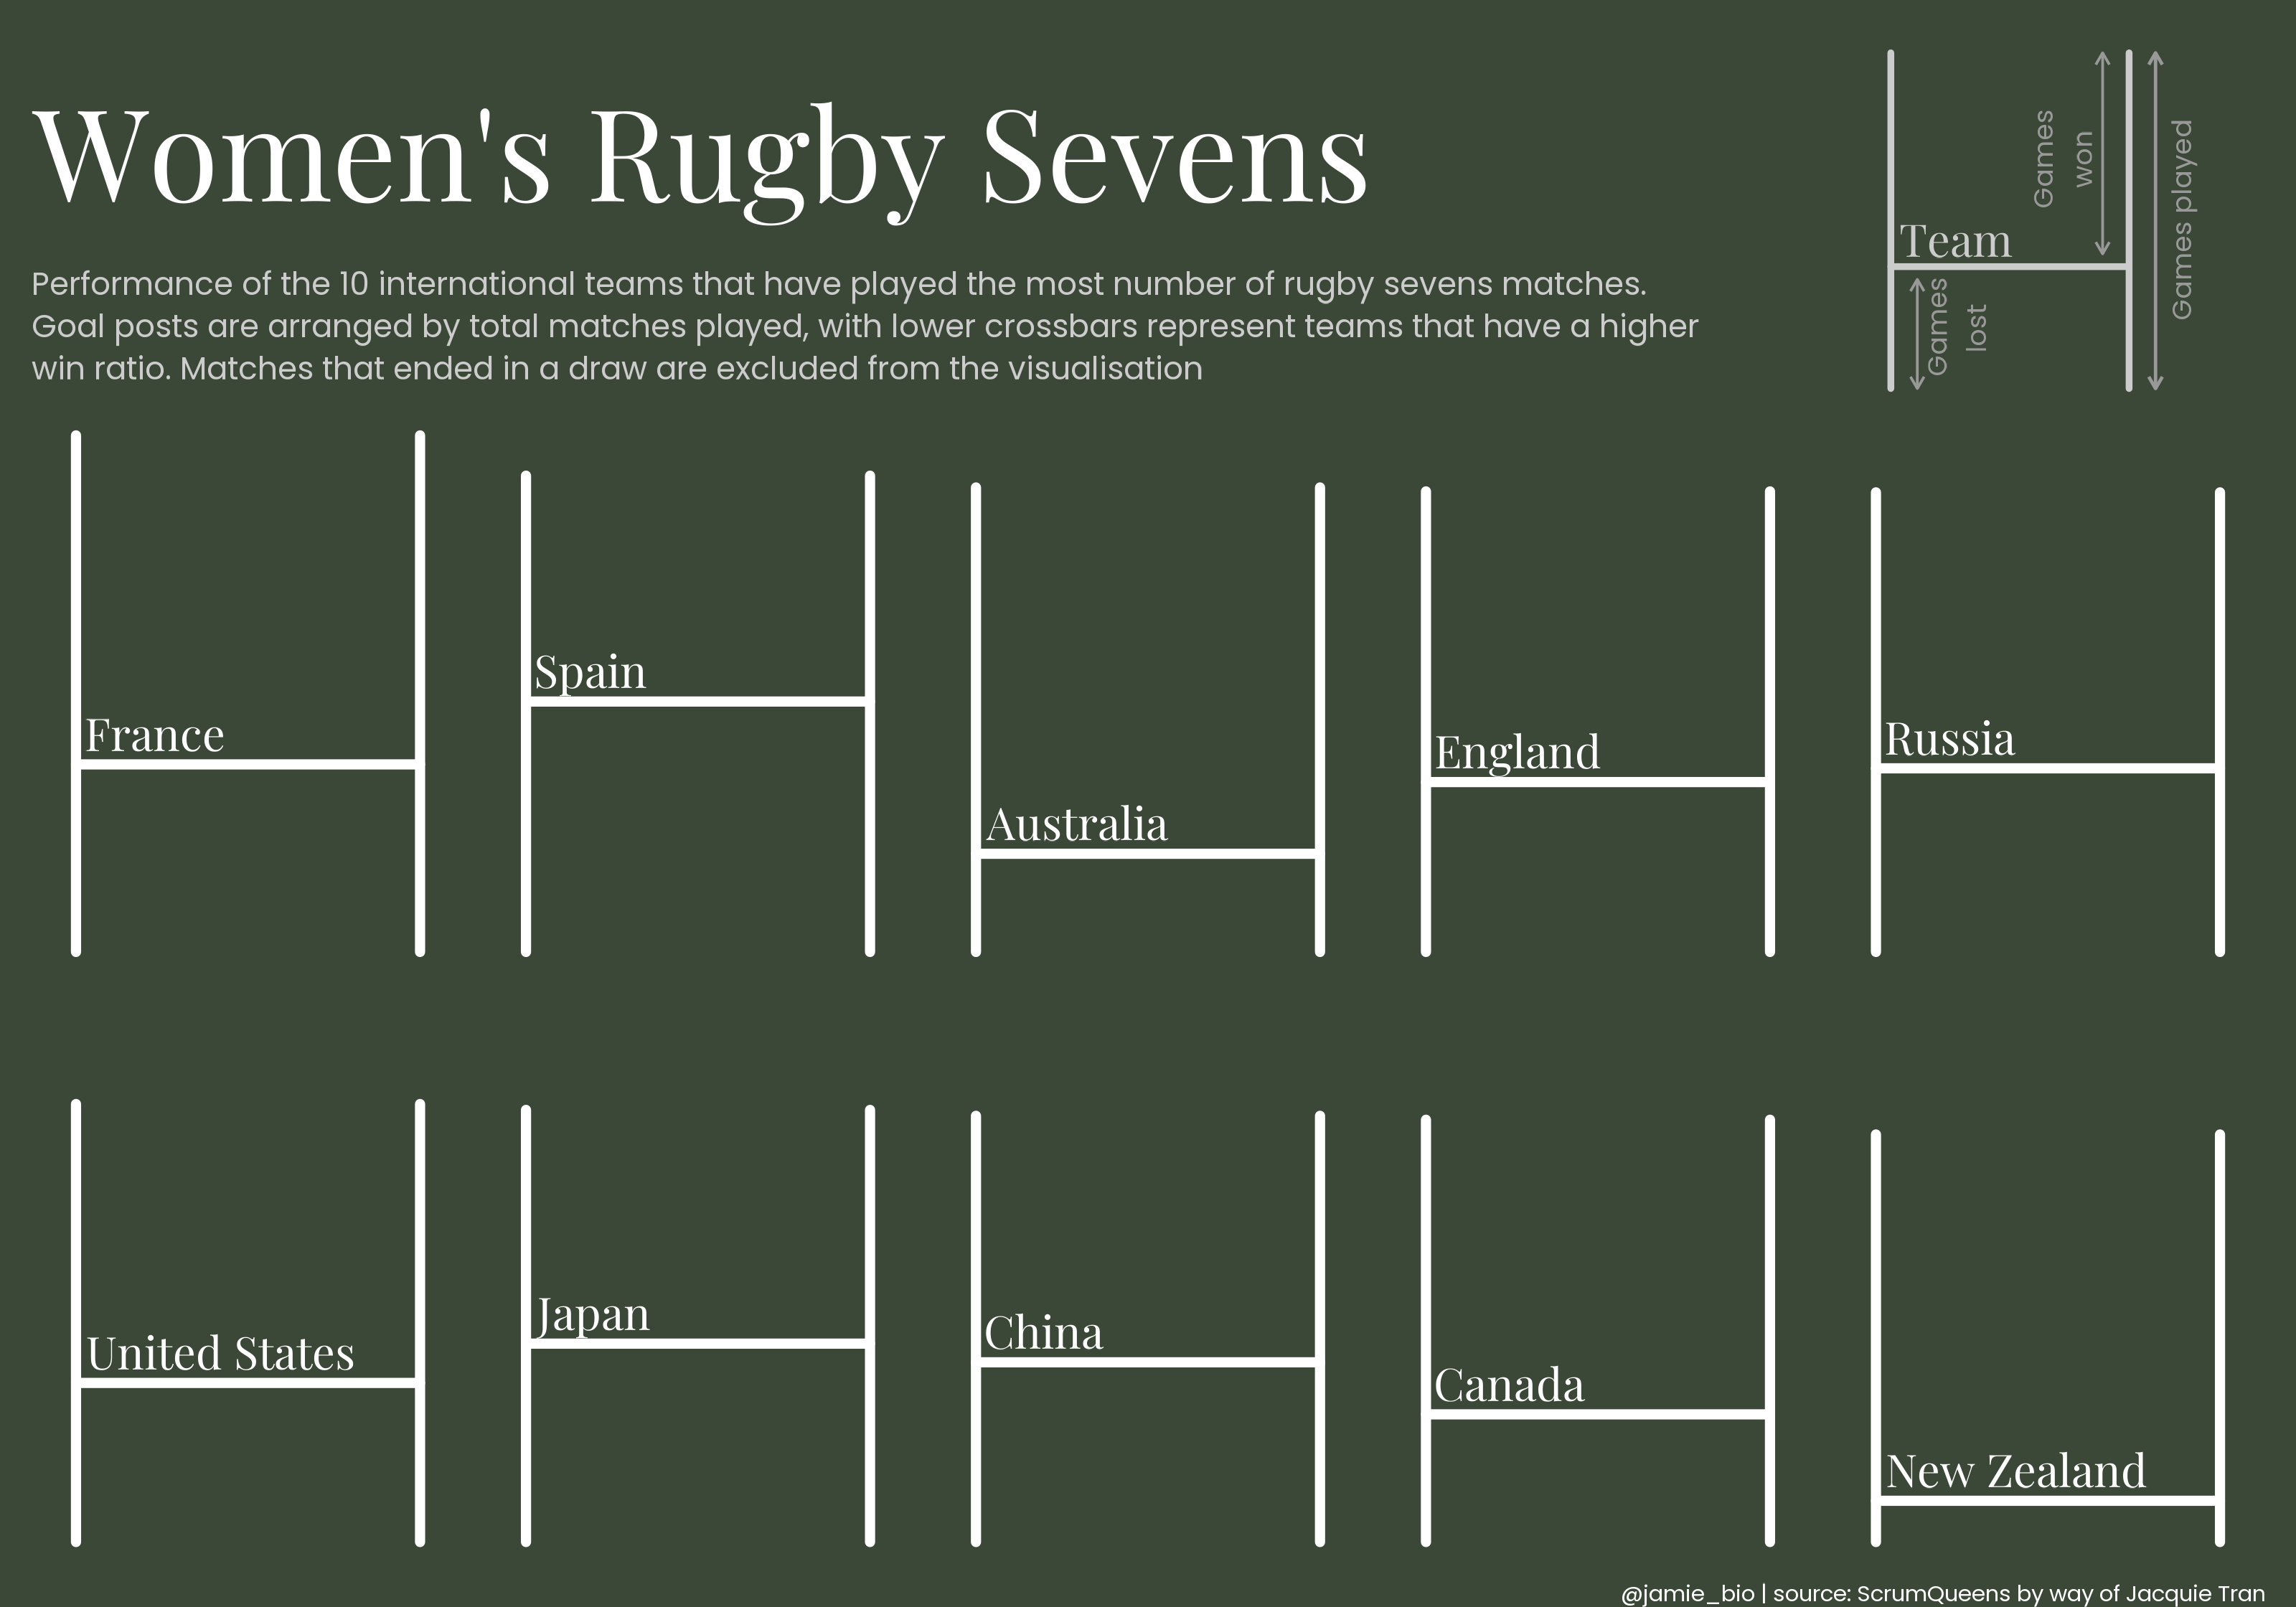 Women's Rugby Sevens
Performance of the 10 international teams that have played the most number of rugby sevens matches.
Goal posts are arranged by total matches played, with lower crossbars represent teams that have a higher
win ratio. Matches that ended in a draw are excluded from the visualisation
Team
Games
won
Games played
Games
lost
France
Spain
Australia
England
Russia
United States
Japan
China
Canada
New Zealand
@jamie_bio | source: ScrumQueens by way of Jacquie Tran